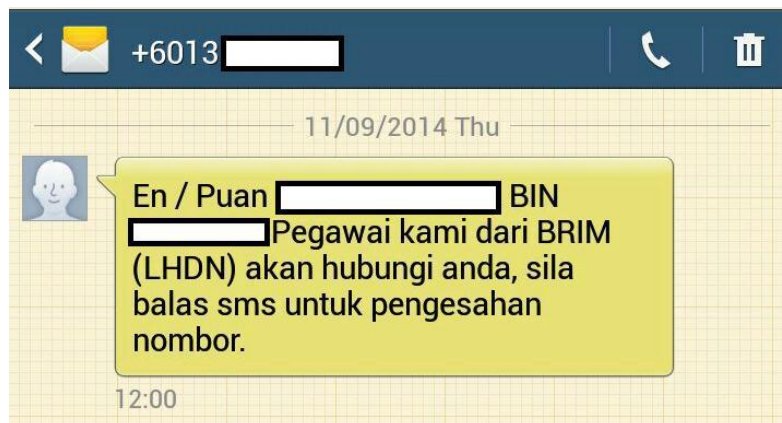 +6013
11/09/2014 Thu
En / Puan BIN
Pegawai kami dari BRIM
(LHDN) akan hubungi anda, sila
balas sms untuk pengesahan
nombor.
12:00